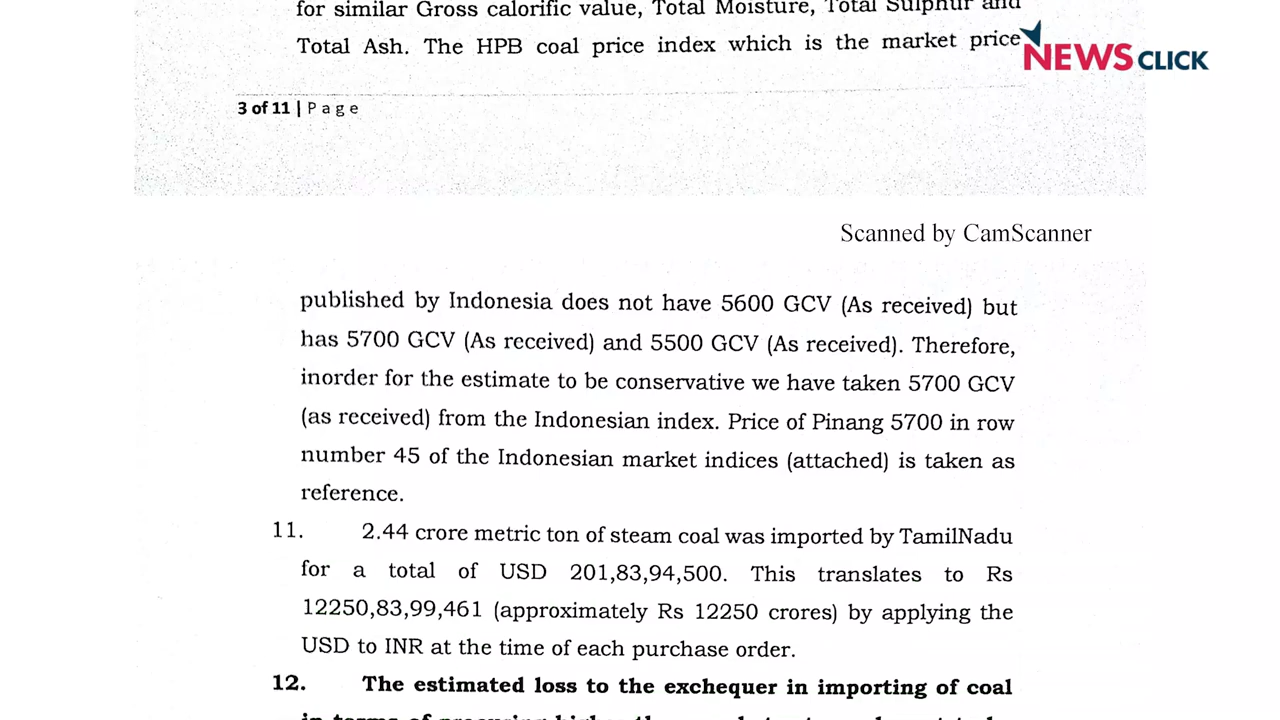 for similar Gross calorific value, Total Moisture, Total Sulphur and
Total Ash. The HPB coal price index which is the market price
NEWS CLICK
3 of 11 | P a g e
Scanned by CamScanner
published by Indonesia does not have 5600 GCV (As received) but
has 5700 GCV (As received) and 5500 GCV (As received). Therefore,
inorder for the estimate to be conservative we have taken 5700 GCV
(as received) from the Indonesian index. Price of Pinang 5700 in row
number 45 of the Indonesian market indices (attached) is taken as
reference.
11. 2.44 crore metric ton of steam coal was imported by TamilNadu
for a total of USD 201,83,94,500. This translates to Rs
12250,83,99,461 (approximately Rs 12250 crores) by applying the
USD to INR at the time of each purchase order.
12. The estimated loss to the exchequer in importing of coal
in terms of procuring higher